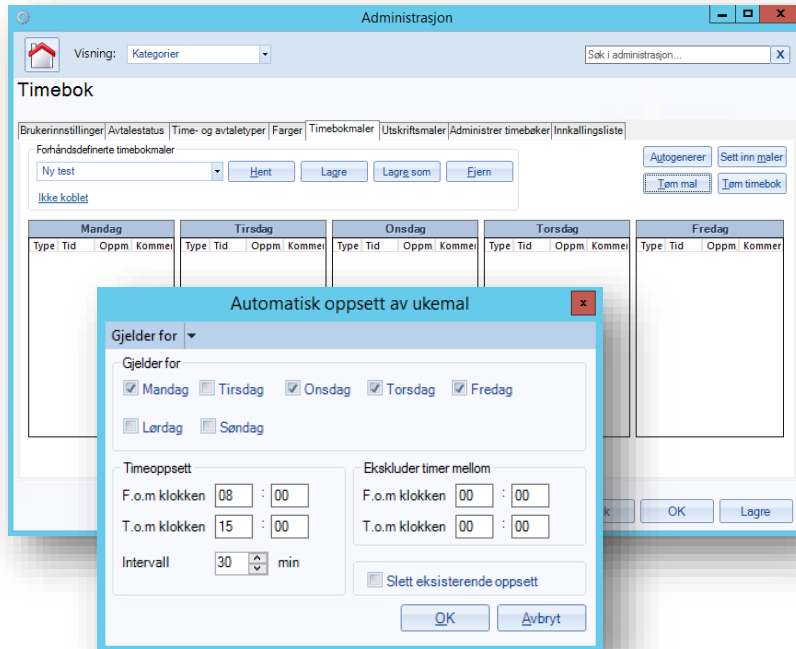 Administrasjon
Visning: Kategorier Søk i administrasjon... X
Timebok
Brukerinnstillinger Avtalestatus Time- og avtaletyper Farger Timebokmaler Utskriftsmaler Administrer timebøker Innkallingsliste
Forhåndsdefinerte timebokmaler
Autogenerer Sett inn maler
Ny test Hent Lagre Lagre som Fjern
Tøm mal Tøm timebok
Ikke koblet
Mandag Tirsdag Onsdag Torsdag Fredag
Type Tid Oppm Kommer Type Tid Oppm. Kommer Type Tid Oppm. Kommer Type Tid Oppm. Kommer Type Tid Oppm. Kommer
Automatisk oppsett av ukemal x
Gjelder for
Gjelder for
Mandag Tirsdag Onsdag Torsdag Fredag
Lørdag Søndag
Timeoppsett Ekskluder timer mellom
F.o.m klokken 08 : 00 F.o.m klokken 00 : 00
T.o.m klokken 15 : 00 T.o.m klokken 00 : 00
OK Lagre
Intervall 30 min
Slett eksisterende oppsett
OK Avbryt